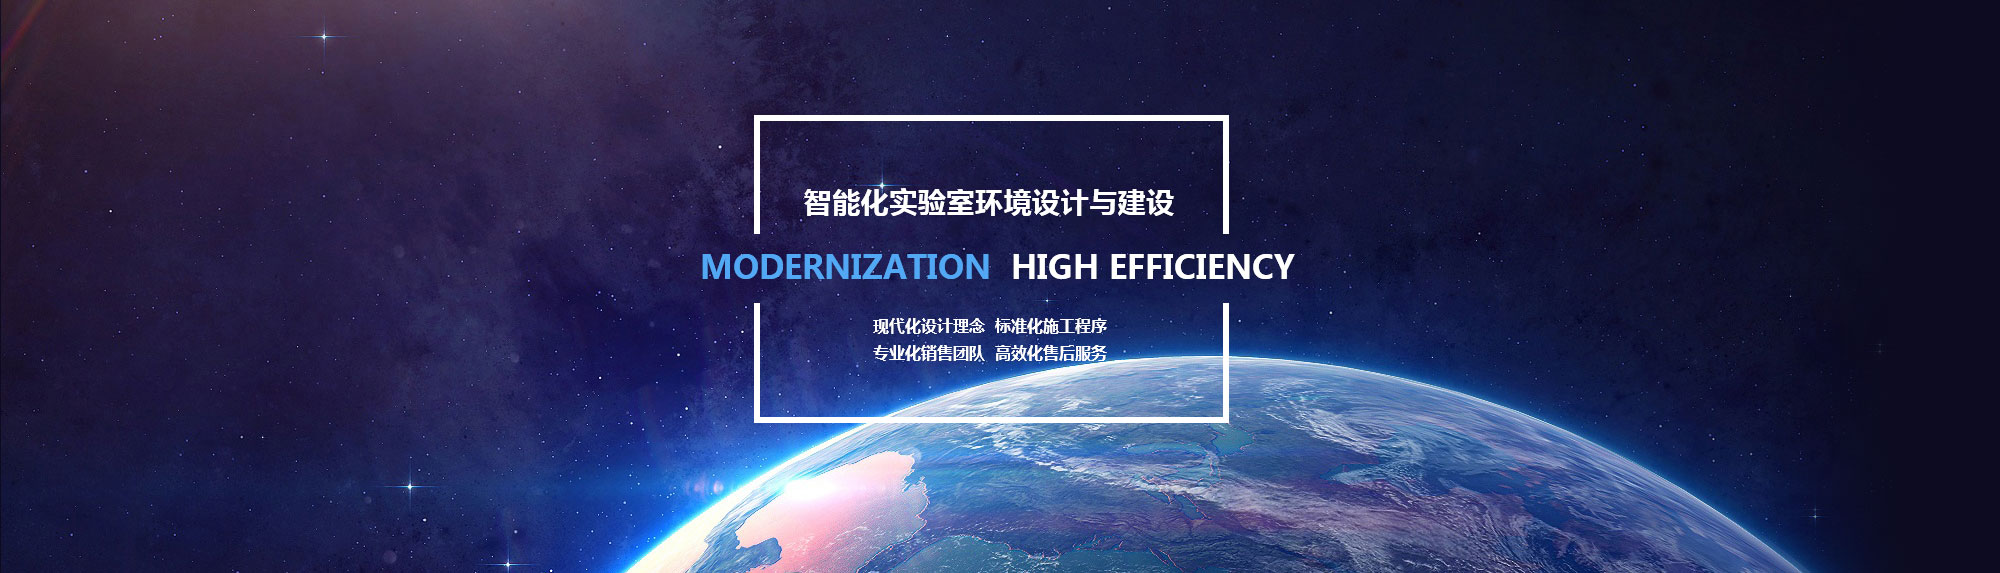 智能化实验室环境设计与建设
MODERNIZATION HIGH EFFICIENCY
现代化设计理念 标准化施工程序
专业化销售团队 高效化售后服务